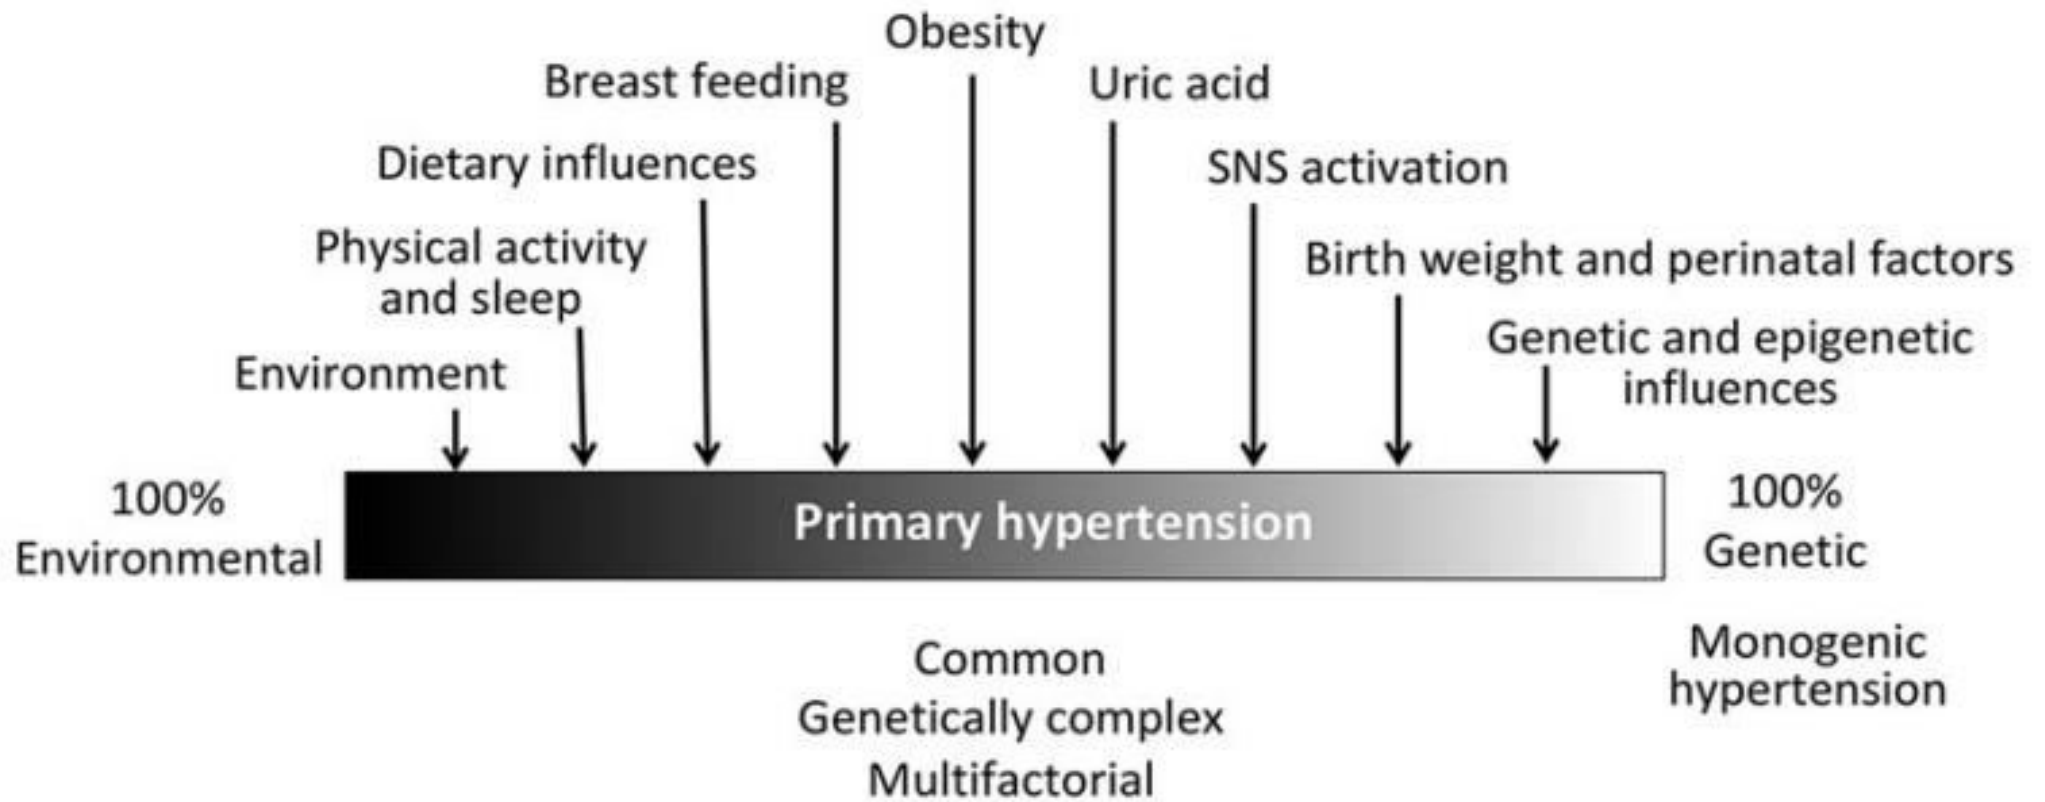 Obesity
Breast feeding
Uric acid
Dietary influences
SNS activation
Physical activity
and sleep
Birth weight and perinatal factors
Genetic and epigenetic
influences
Environment
100%
Environmental
Primary hypertension
100%
Genetic
Common
Genetically complex
Multifactorial
Monogenic
hypertension